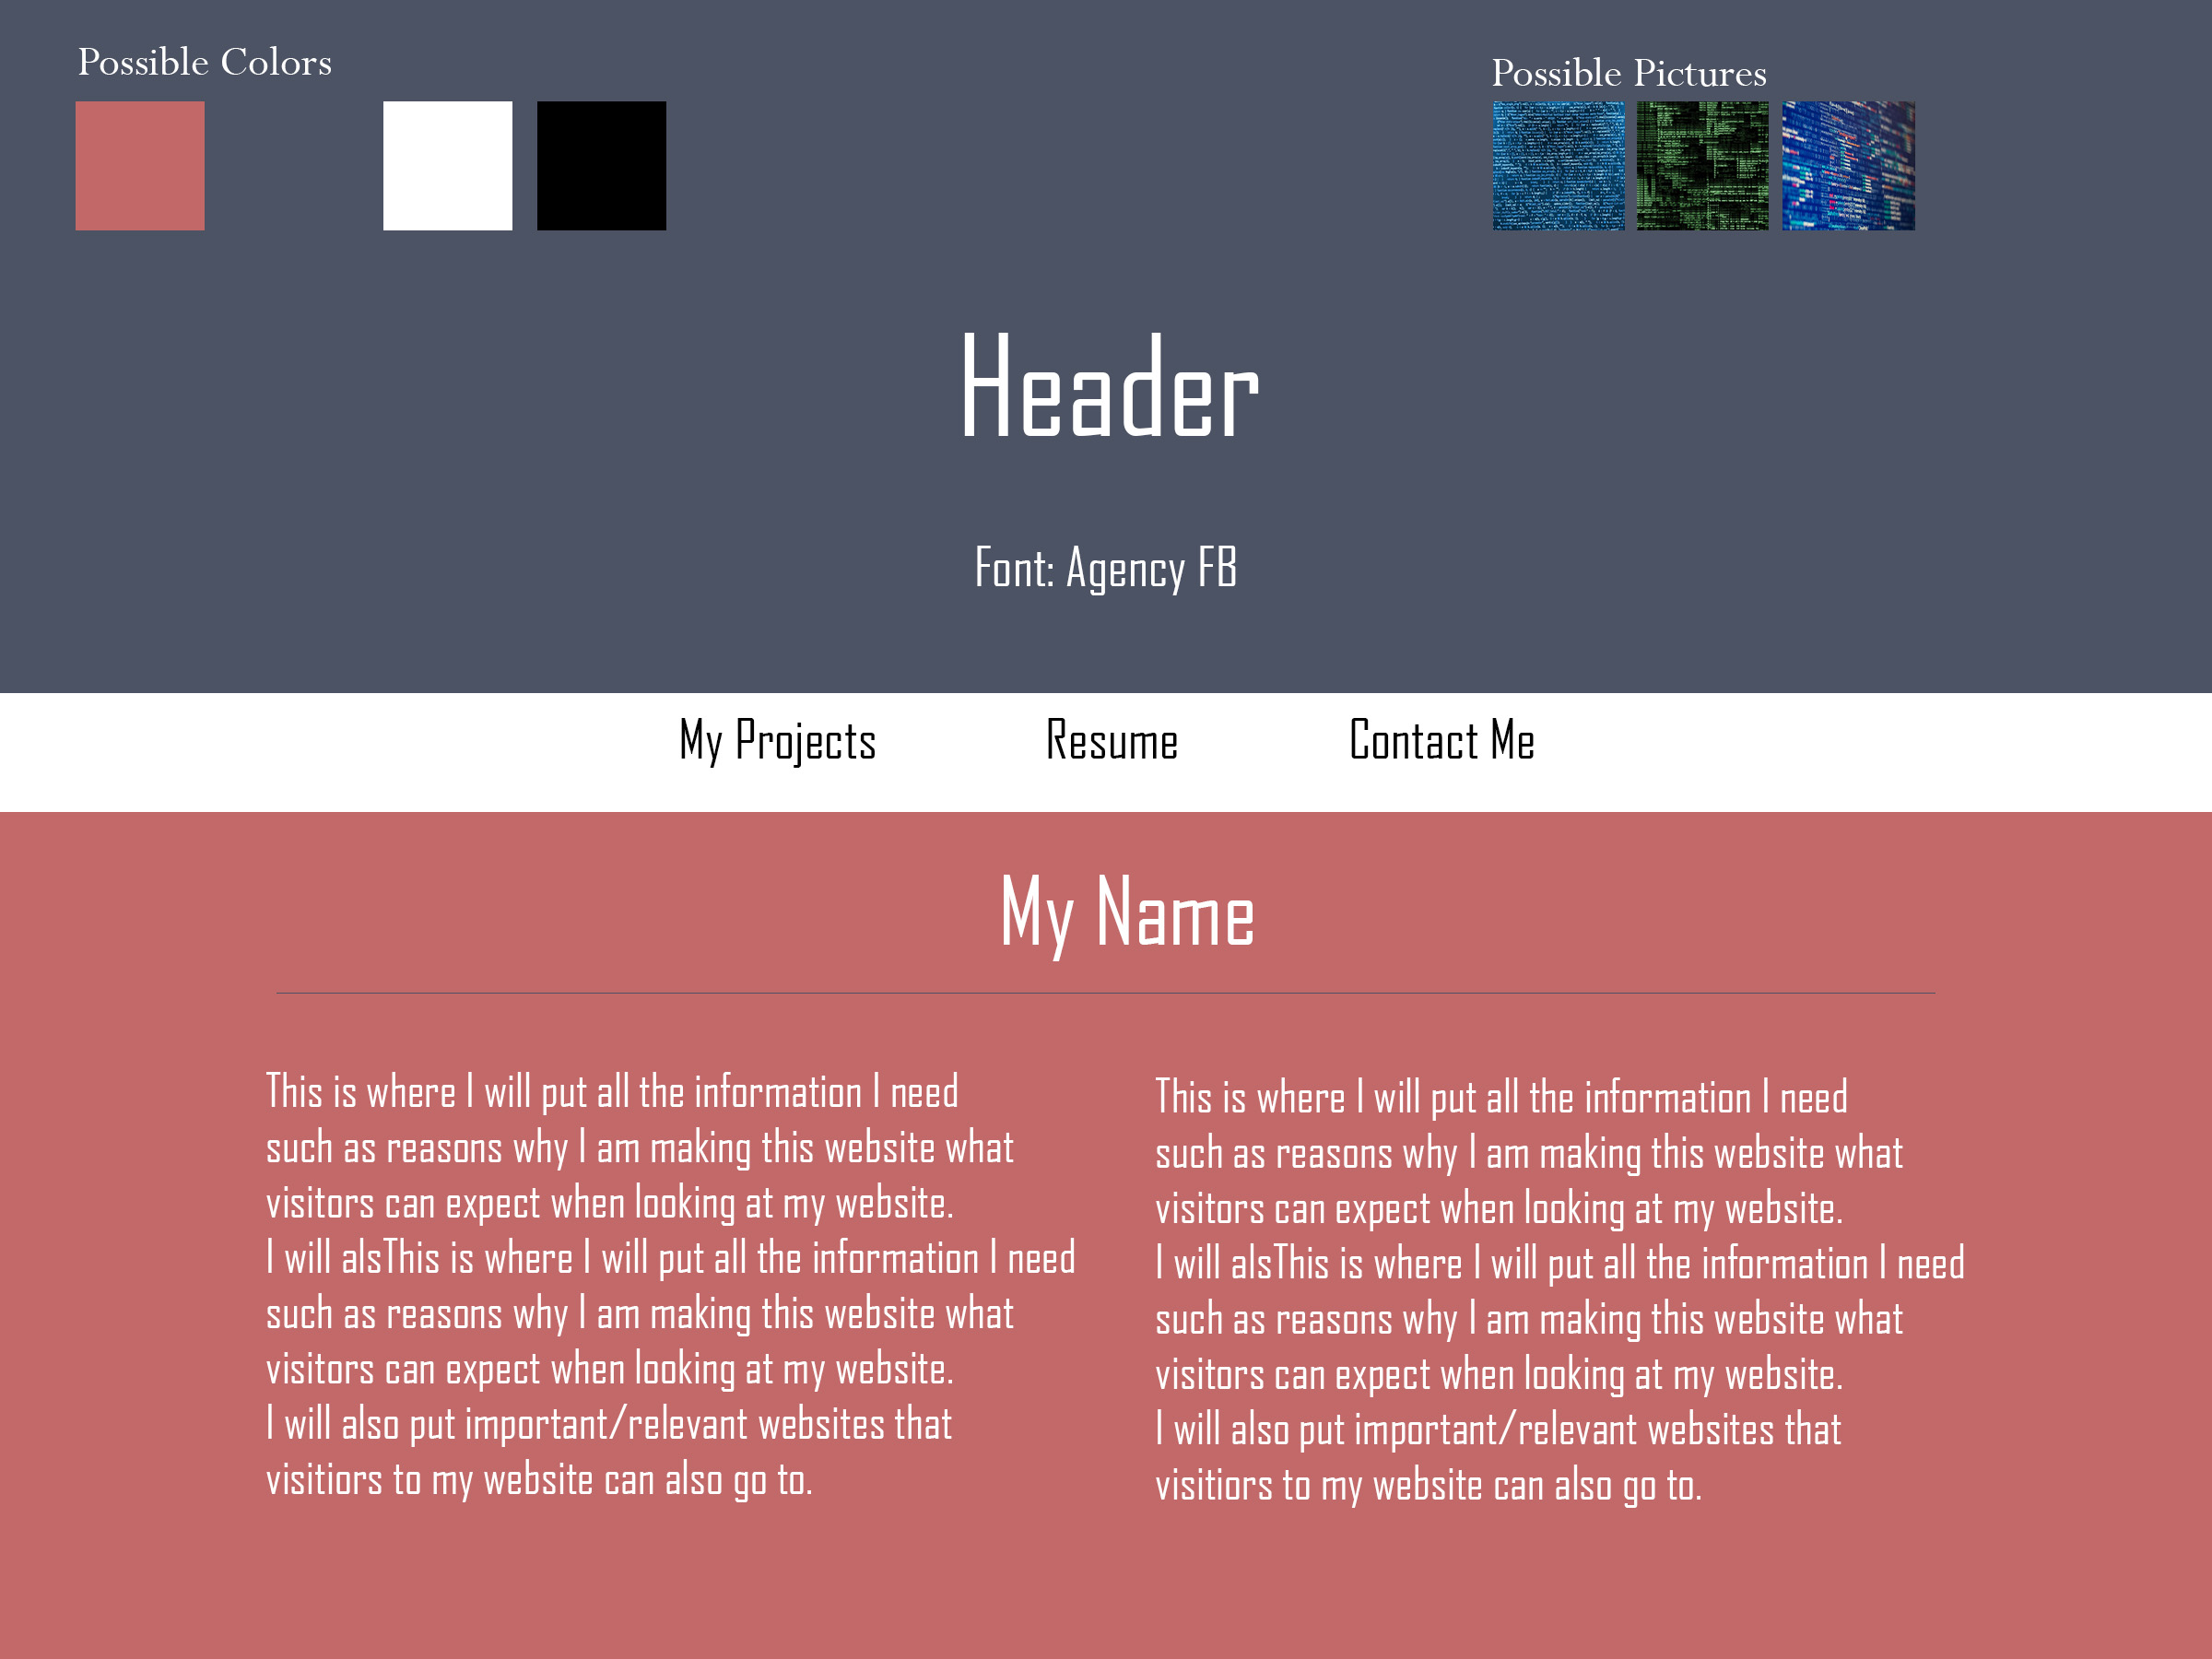 Possible Colors
Possible Pictures
Header
Font: Agency FB
My Projects
Resume
Contact Me
My Name
This is where I will put all the information I need
such as reasons why I am making this website what
visitors can expect when looking at my website.
I will alsThis is where I will put all the information I need
such as reasons why I am making this website what
visitors can expect when looking at my website.
I will also put important/relevant websites that
visitiors to my website can also go to.
This is where I will put all the information I need
such as reasons why I am making this website what
visitors can expect when looking at my website.
I will alsThis is where I will put all the information I need
such as reasons why I am making this website what
visitors can expect when looking at my website.
I will also put important/relevant websites that
visitiors to my website can also go to.